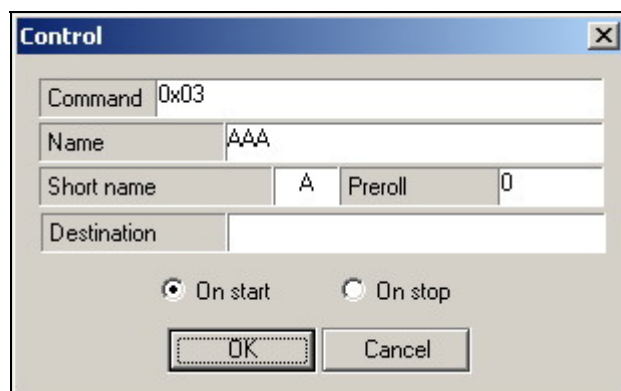 Control
Command 0x03
Name AAA
Short name A Preroll 0
Destination
On start On stop
OK Cancel